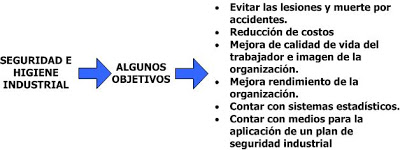 SEGURIDAD E
HIGIENE
INDUSTRIAL
ALGUNOS
OBJETIVOS
• Evitar las lesiones y muerte por
accidentes.
• Reducción de costos
• Mejora de calidad de vida del
trabajador e imagen de la
organización.
• Mejora rendimiento de la
organización.
• Contar con sistemas estadísticos.
• Contar con medios para la
aplicación de un plan de
seguridad industrial